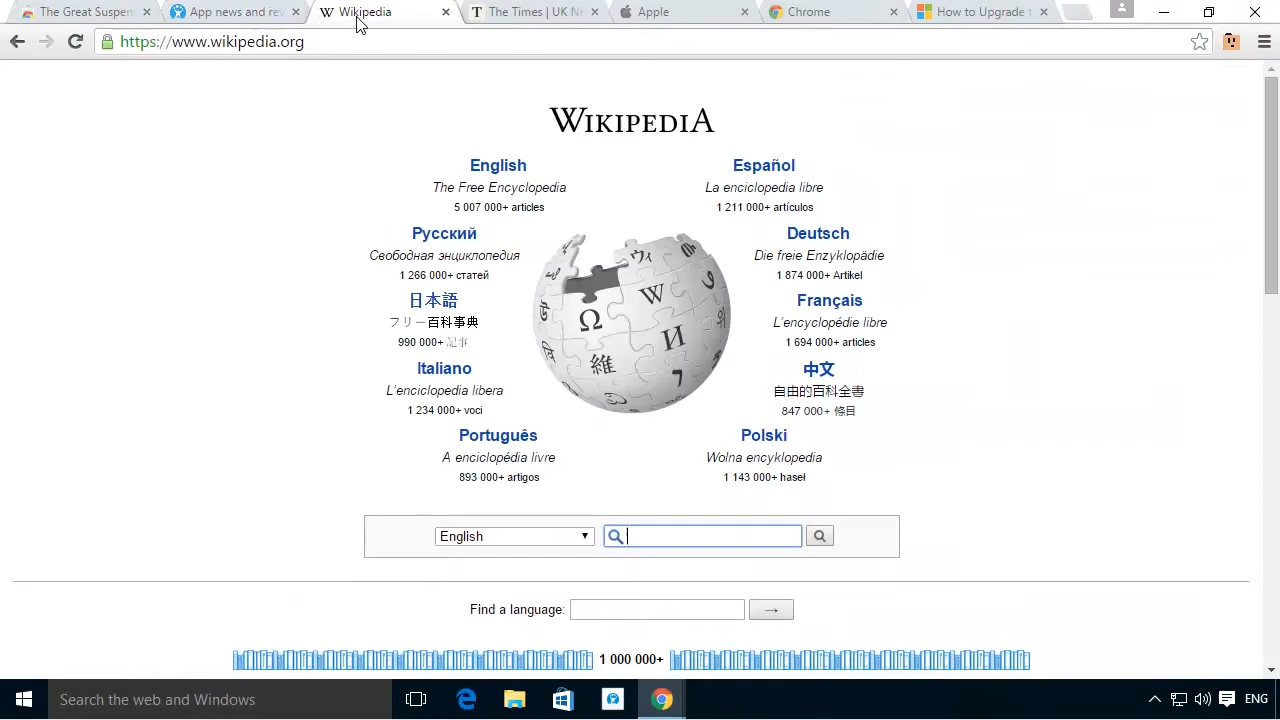 The Great Suspen
App news and rev
Wikipedia
The Times | UK Ne
Apple
Chrome
How to Upgrade t
https://www.wikipedia.org
WIKIPEDIA
English
The Free Encyclopedia
5 007 000+ articles
Español
La enciclopedia libre
1 211 000+ artículos
Русский
Свободная энциклопедия
1 266 000+ статей
Deutsch
Die freie Enzyklopädie
1 874 000+ Artikel
日本語
フリー百科事典
990 000+ 記事
Français
L'encyclopédie libre
1 694 000+ articles
Italiano
L'enciclopedia libera
1 234 000+ voci
中文
自由的百科全書
847 000+ 條目
Português
A enciclopédia livre
893 000+ artigos
Polski
Wolna encyklopedia
1 143 000+ haseł
Ω
W
И
維
ウィ
7
English
Find a language:
→
1 000 000+
Search the web and Windows
ENG